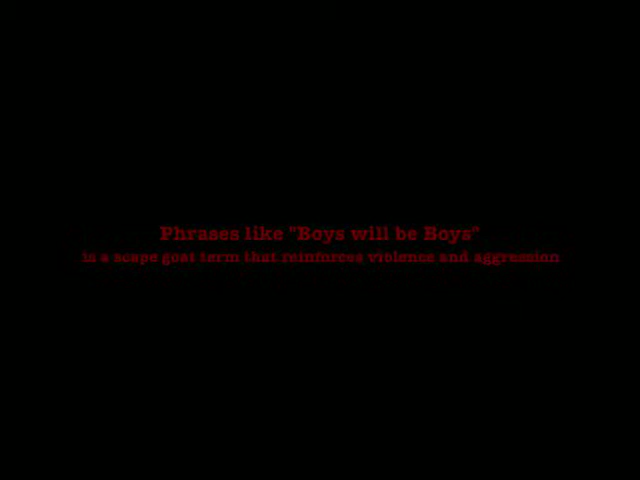 Phrases like "Boys will be Boys"
is a scape goat term that reinforces violence and aggression